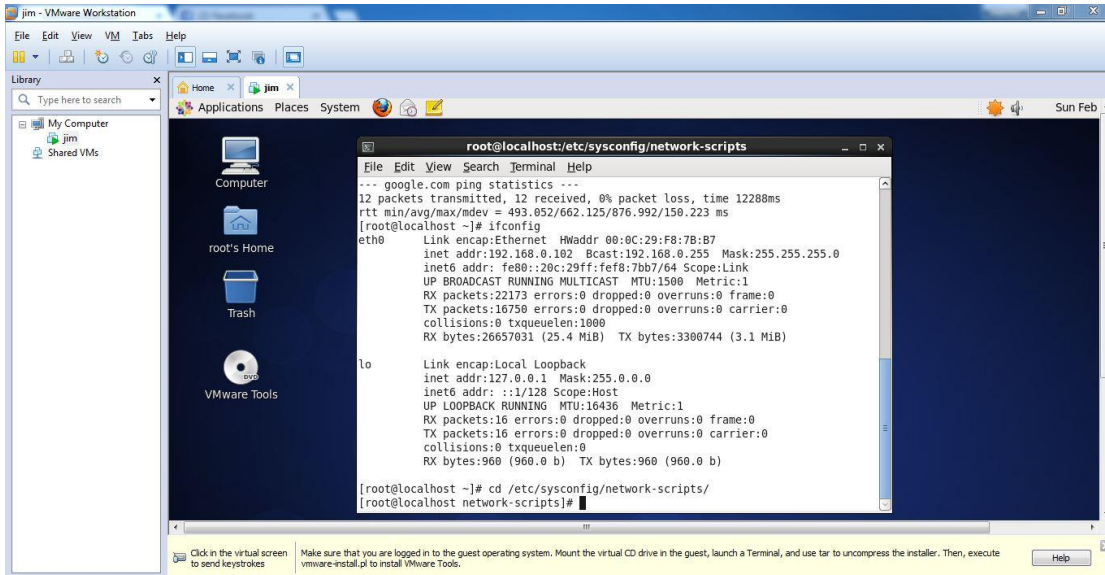 jim - VMware Workstation
File Edit View VM Tabs Help
Library
Type here to search
My Computer
jim
Shared VMs
Home
jim
Applications Places System
Sun Feb
Computer
root's Home
Trash
DVD
VMware Tools
root@localhost:/etc/sysconfig/network-scripts
File Edit View Search Terminal Help
--- google.com ping statistics ---
12 packets transmitted, 12 received, 0% packet loss, time 12288ms
rtt min/avg/max/mdev = 493.052/662.125/876.992/150.223 ms
[root@localhost ~]# ifconfig
eth0 Link encap:Ethernet HWaddr 00:0C:29:F8:7B:B7
inet addr:192.168.0.102 Bcast:192.168.0.255 Mask:255.255.255.0
inet6 addr: fe80::20c:29ff:fef8:7bb7/64 Scope:Link
UP BROADCAST RUNNING MULTICAST MTU:1500 Metric:1
RX packets:22173 errors:0 dropped:0 overruns:0 frame:0
TX packets:16750 errors:0 dropped:0 overruns:0 carrier:0
collisions:0 txqueuelen:1000
RX bytes:26657031 (25.4 MiB) TX bytes:3300744 (3.1 MiB)
lo Link encap:Local Loopback
inet addr:127.0.0.1 Mask:255.0.0.0
inet6 addr: ::1/128 Scope:Host
UP LOOPBACK RUNNING MTU:16436 Metric:1
RX packets:16 errors:0 dropped:0 overruns:0 frame:0
TX packets:16 errors:0 dropped:0 overruns:0 carrier:0
collisions:0 txqueuelen:0
RX bytes:960 (960.0 b) TX bytes:960 (960.0 b)
[root@localhost ~]# cd /etc/sysconfig/network-scripts/
[root@localhost network-scripts]#
Click in the virtual screen
to send keystrokes
Make sure that you are logged in to the guest operating system. Mount the virtual CD drive in the guest, launch a Terminal, and use tar to uncompress the installer. Then, execute
vmware-install.pl to install VMware Tools.
Help